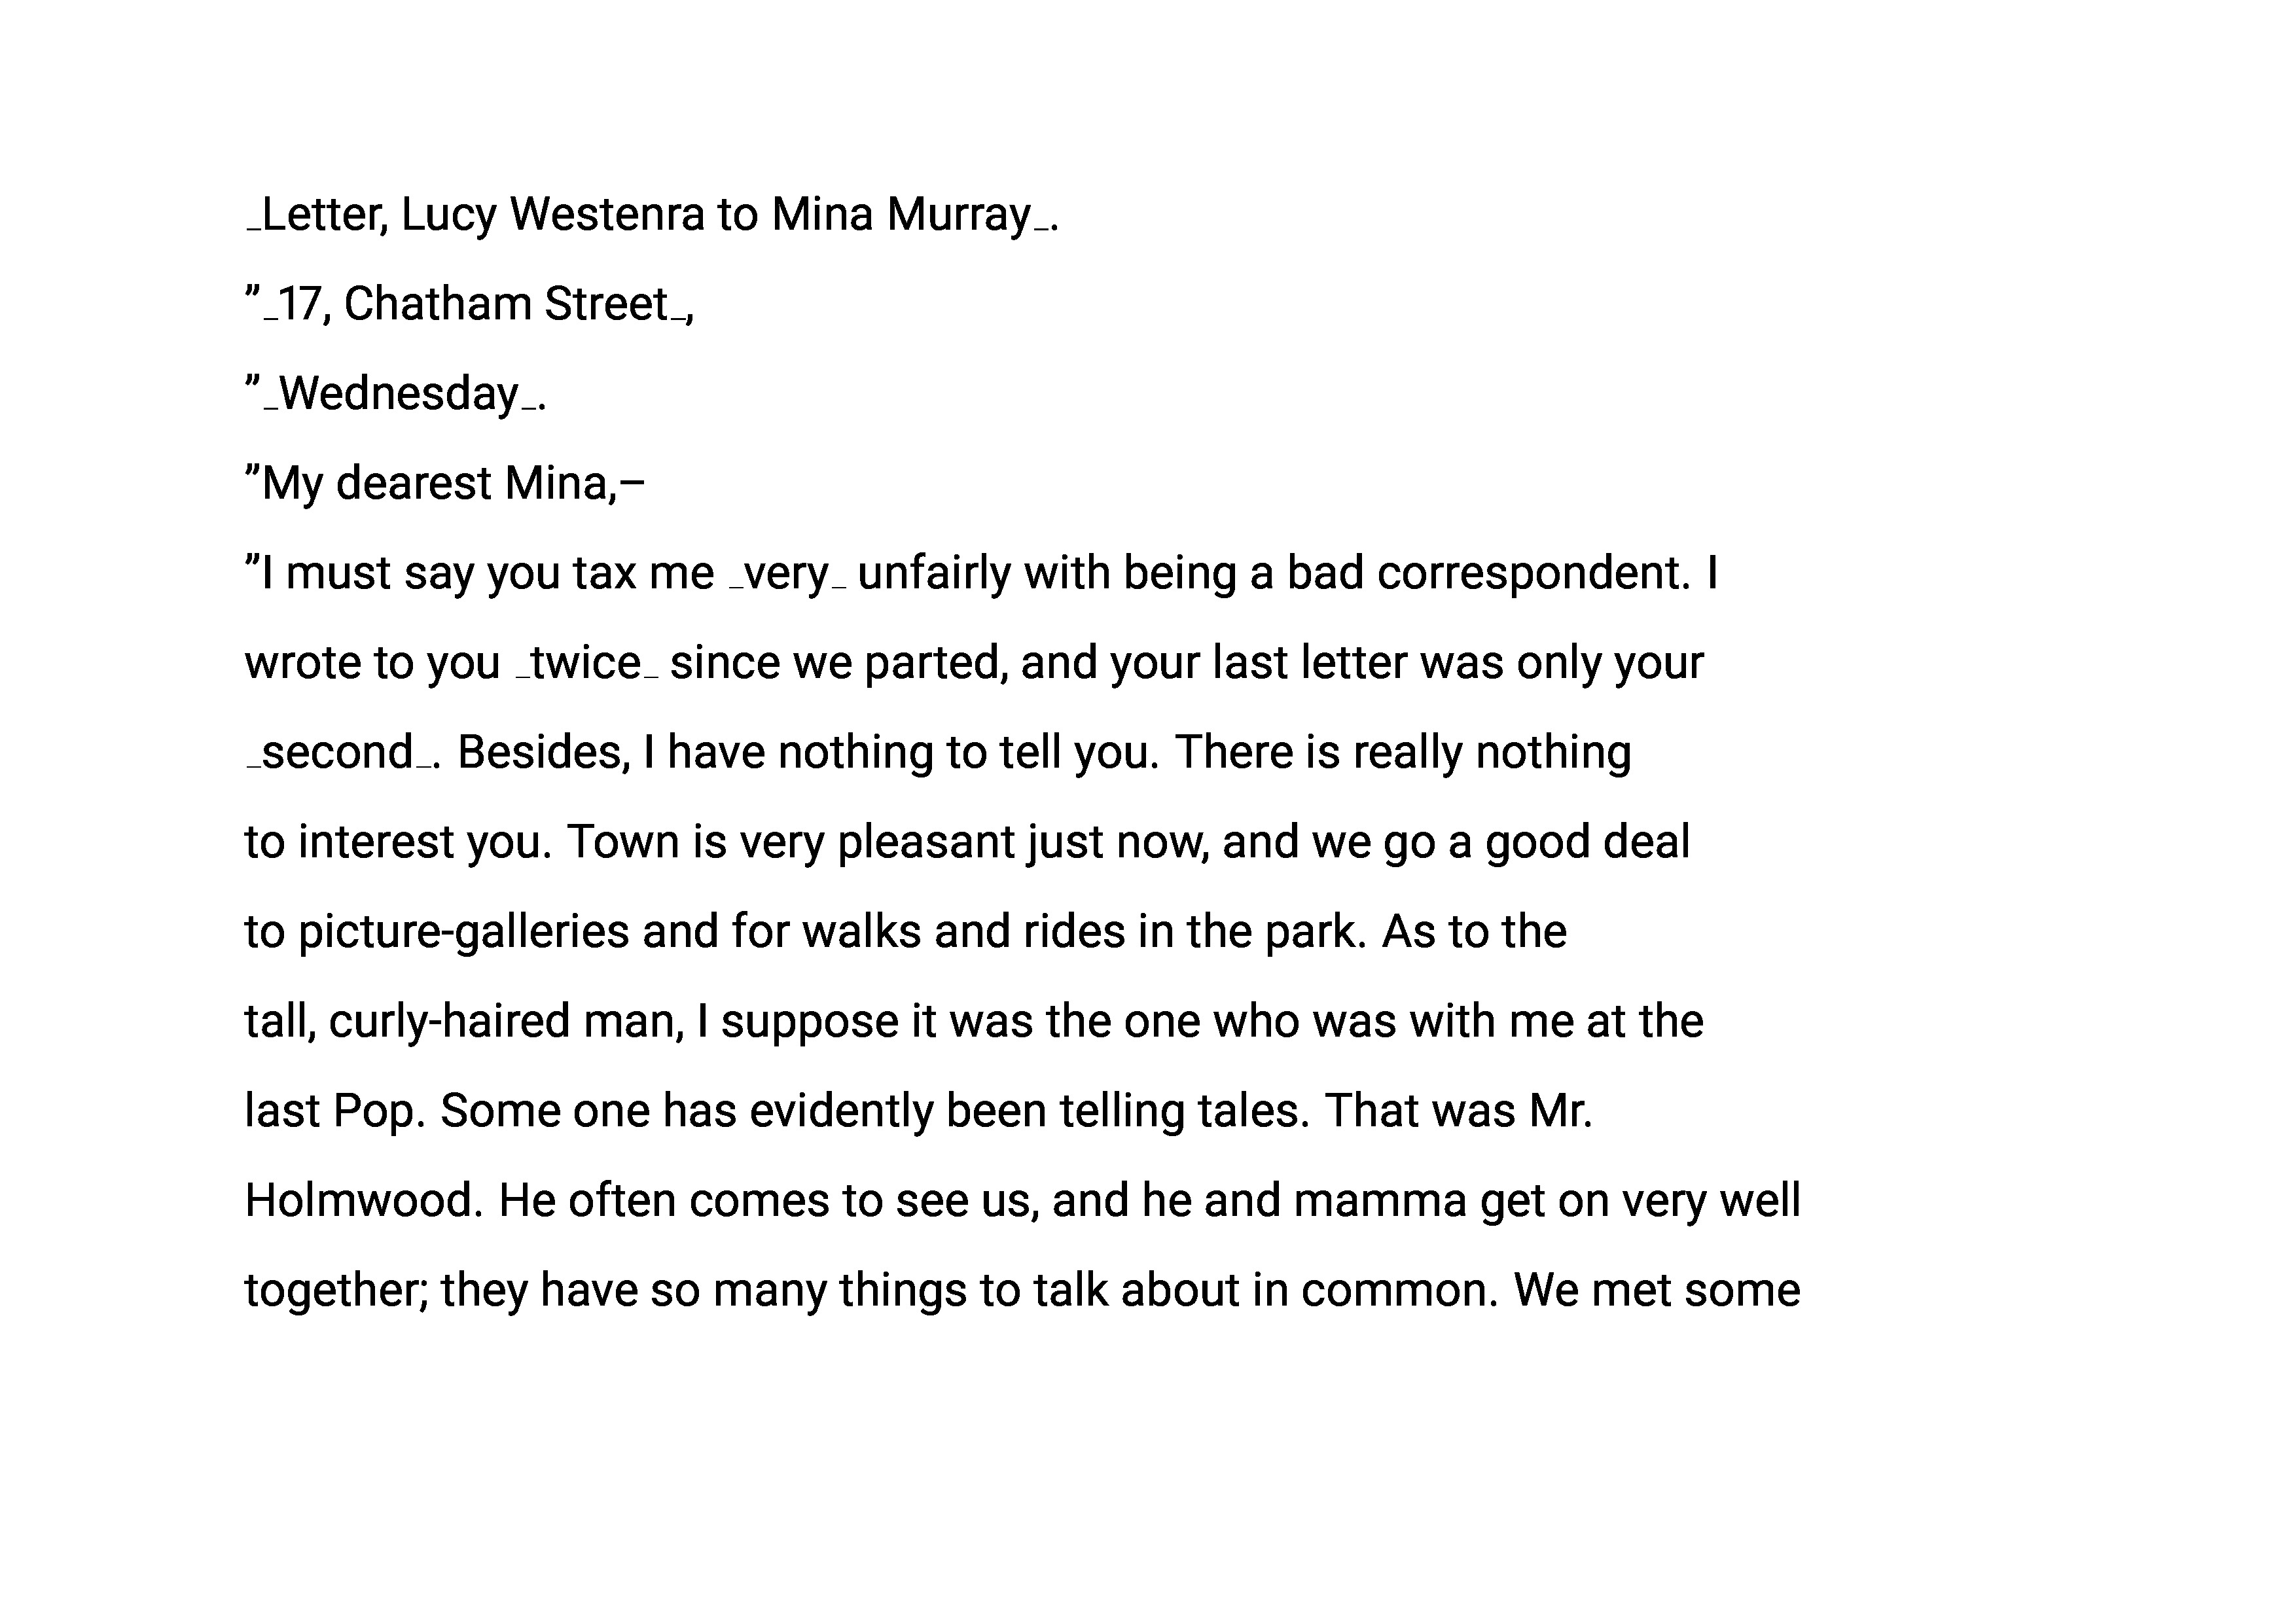 _Letter, Lucy Westenra to Mina Murray_.
”_17, Chatham Street_,
”_Wednesday_.
”My dearest Mina,–
”I must say you tax me _very_ unfairly with being a bad correspondent. I
wrote to you _twice_ since we parted, and your last letter was only your
_second_. Besides, I have nothing to tell you. There is really nothing
to interest you. Town is very pleasant just now, and we go a good deal
to picture-galleries and for walks and rides in the park. As to the
tall, curly-haired man, I suppose it was the one who was with me at the
last Pop. Some one has evidently been telling tales. That was Mr.
Holmwood. He often comes to see us, and he and mamma get on very well
together; they have so many things to talk about in common. We met some